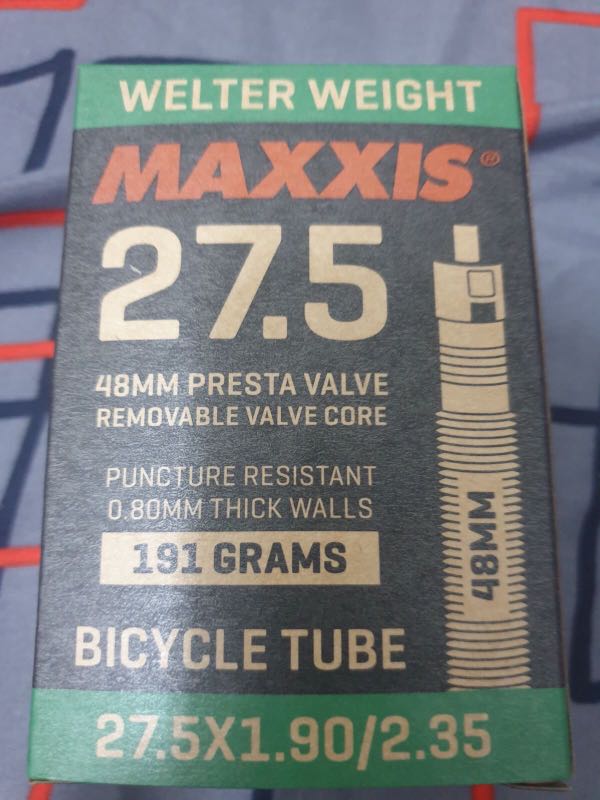 WELTER WEIGHT
MAXXIS®
27.5
48MM PRESTA VALVE
REMOVABLE VALVE CORE
PUNCTURE RESISTANT
0.80MM THICK WALLS
191 GRAMS
48MM
BICYCLE TUBE
27.5X1.90/2.35